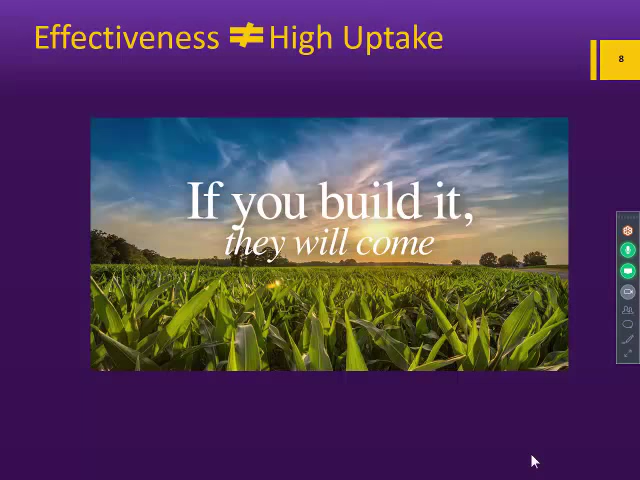 Effectiveness ≠ High Uptake
8
If you build it,
they will come